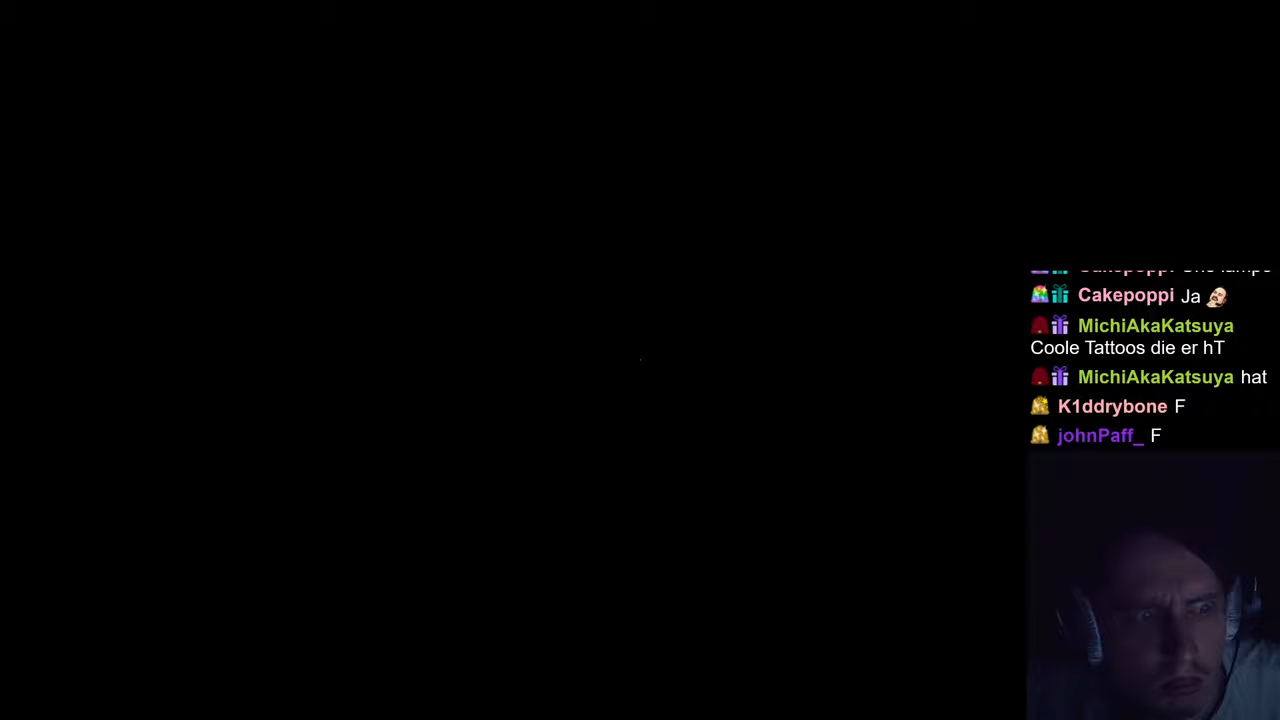 Cakepoppi Ja
MichiAkaKatsuya
Coole Tattoos die er hT
MichiAkaKatsuya hat
K1ddrybone F
johnPaff_ F